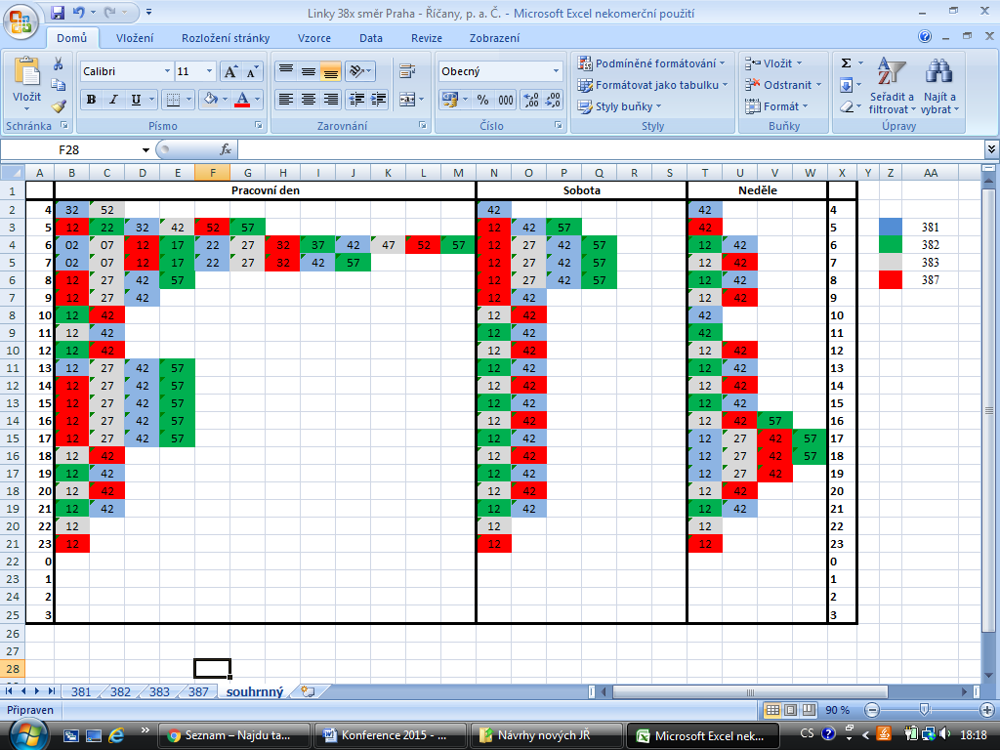 Linky 38x směr Praha - Říčany, p. a. Č. - Microsoft Excel nekomerční použití
Domů Vložení Rozložení stránky Vzorce Data Revize Zobrazení
Vložit
Calibri 11
B I U
Obecný
% 000
Podmíněné formátování
Formátovat jako tabulku
Styly buňky
Vložit
Odstranit
Formát
Σ
Seřadit a filtrovat
Najít a vybrat
Schránka Písmo Zarovnání Číslo Styly Buňky Úpravy
F28 fx
A B C D E F G H I J K L M N O P Q R S T U V W X Y Z AA
1 Pracovní den Sobota Neděle
2 4 32 52 42 42 4
3 5 12 22 32 42 52 57 12 42 57 42 5 381
4 6 02 07 12 17 22 27 32 37 42 47 52 57 12 27 42 57 12 42 6 382
5 7 02 07 12 17 22 27 32 42 57 12 27 42 57 12 42 7 383
6 8 12 27 42 57 12 27 42 57 12 42 8 387
7 9 12 27 42 12 42 12 42 9
8 10 12 42 12 42 42 10
9 11 12 42 12 42 42 11
10 12 12 42 12 42 12 42 12
11 13 12 27 42 57 12 42 12 42 13
12 14 12 27 42 57 12 42 12 42 14
13 15 12 27 42 57 12 42 12 42 15
14 16 12 27 42 57 12 42 12 42 57 16
15 17 12 27 42 57 12 42 12 27 42 57 17
16 18 12 42 12 42 12 27 42 57 18
17 19 12 42 12 42 12 27 42 19
18 20 12 42 12 42 12 42 20
19 21 12 42 12 42 12 42 21
20 22 12 12 12 22
21 23 12 12 12 23
22 0 0
23 1 1
24 2 2
25 3 3
26
27
28
381 382 383 387 souhrnný
Připraven 90 %
Seznam – Najdu ta... Konference 2015 - ... Návrhy nových JŘ Microsoft Excel nek... CS 18:18